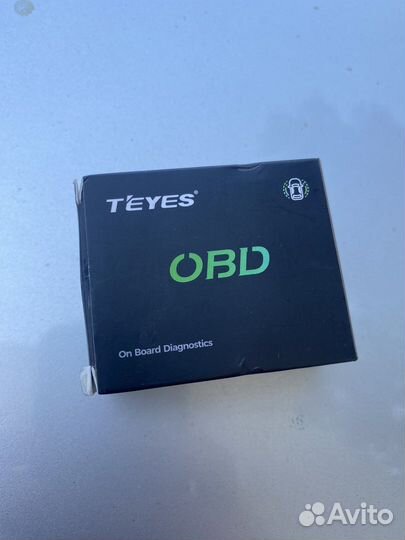 TEYES®
OBD
On Board Diagnostics
Avito